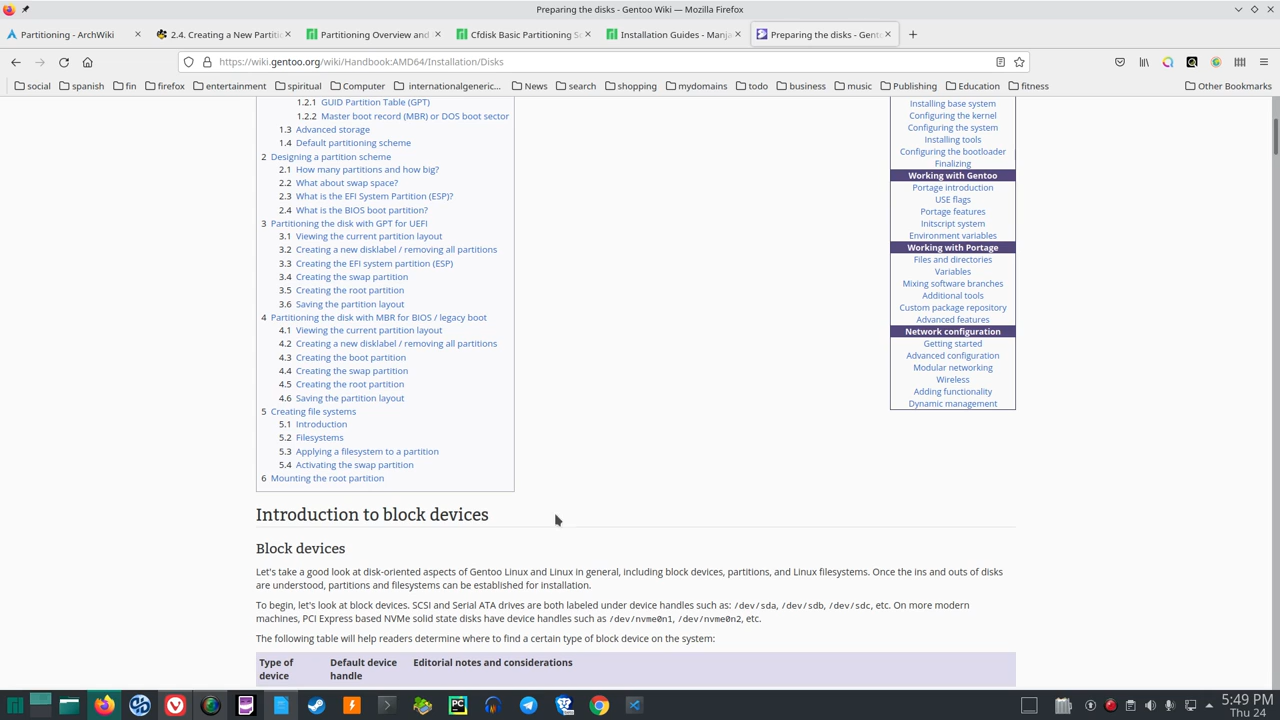 Preparing the disks - Gentoo Wiki — Mozilla Firefox
Partitioning - ArchWiki
2.4. Creating a New Partiti
Partitioning Overview and
Cfdisk Basic Partitioning
Installation Guides - Manja
Preparing the disks - Gent
https://wiki.gentoo.org/wiki/Handbook:AMD64/Installation/Disks
social
spanish
fin
firefox
entertainment
spiritual
Computer
internationalgeneric...
News
search
shopping
mydomains
todo
business
music
Publishing
Education
fitness
Other Bookmarks
1.2.1 GUID Partition Table (GPT)
1.2.2 Master boot record (MBR) or DOS boot sector
1.3 Advanced storage
1.4 Default partitioning scheme
2 Designing a partition scheme
2.1 How many partitions and how big?
2.2 What about swap space?
2.3 What is the EFI System Partition (ESP)?
2.4 What is the BIOS boot partition?
3 Partitioning the disk with GPT for UEFI
3.1 Viewing the current partition layout
3.2 Creating a new disklabel / removing all partitions
3.3 Creating the EFI system partition (ESP)
3.4 Creating the swap partition
3.5 Creating the root partition
3.6 Saving the partition layout
4 Partitioning the disk with MBR for BIOS / legacy boot
4.1 Viewing the current partition layout
4.2 Creating a new disklabel / removing all partitions
4.3 Creating the boot partition
4.4 Creating the swap partition
4.5 Creating the root partition
4.6 Saving the partition layout
5 Creating file systems
5.1 Introduction
5.2 Filesystems
5.3 Applying a filesystem to a partition
5.4 Activating the swap partition
6 Mounting the root partition
Installing base system
Configuring the kernel
Configuring the system
Installing tools
Configuring the bootloader
Finalizing
Working with Gentoo
Portage introduction
USE flags
Portage features
Initscript system
Environment variables
Working with Portage
Files and directories
Variables
Mixing software branches
Additional tools
Custom package repository
Advanced features
Network configuration
Getting started
Advanced configuration
Modular networking
Wireless
Adding functionality
Dynamic management
Introduction to block devices
Block devices
Let's take a good look at disk-oriented aspects of Gentoo Linux and Linux in general, including block devices, partitions, and Linux filesystems. Once the ins and outs of disks
are understood, partitions and filesystems can be established for installation.
To begin, let's look at block devices. SCSI and Serial ATA drives are both labeled under device handles such as: /dev/sda, /dev/sdb, /dev/sdc, etc. On more modern
machines, PCI Express based NVMe solid state disks have device handles such as /dev/nvme0n1, /dev/nvme0n2, etc.
The following table will help readers determine where to find a certain type of block device on the system:
Type of device
Default device handle
Editorial notes and considerations
5:49 PM
Thu 24